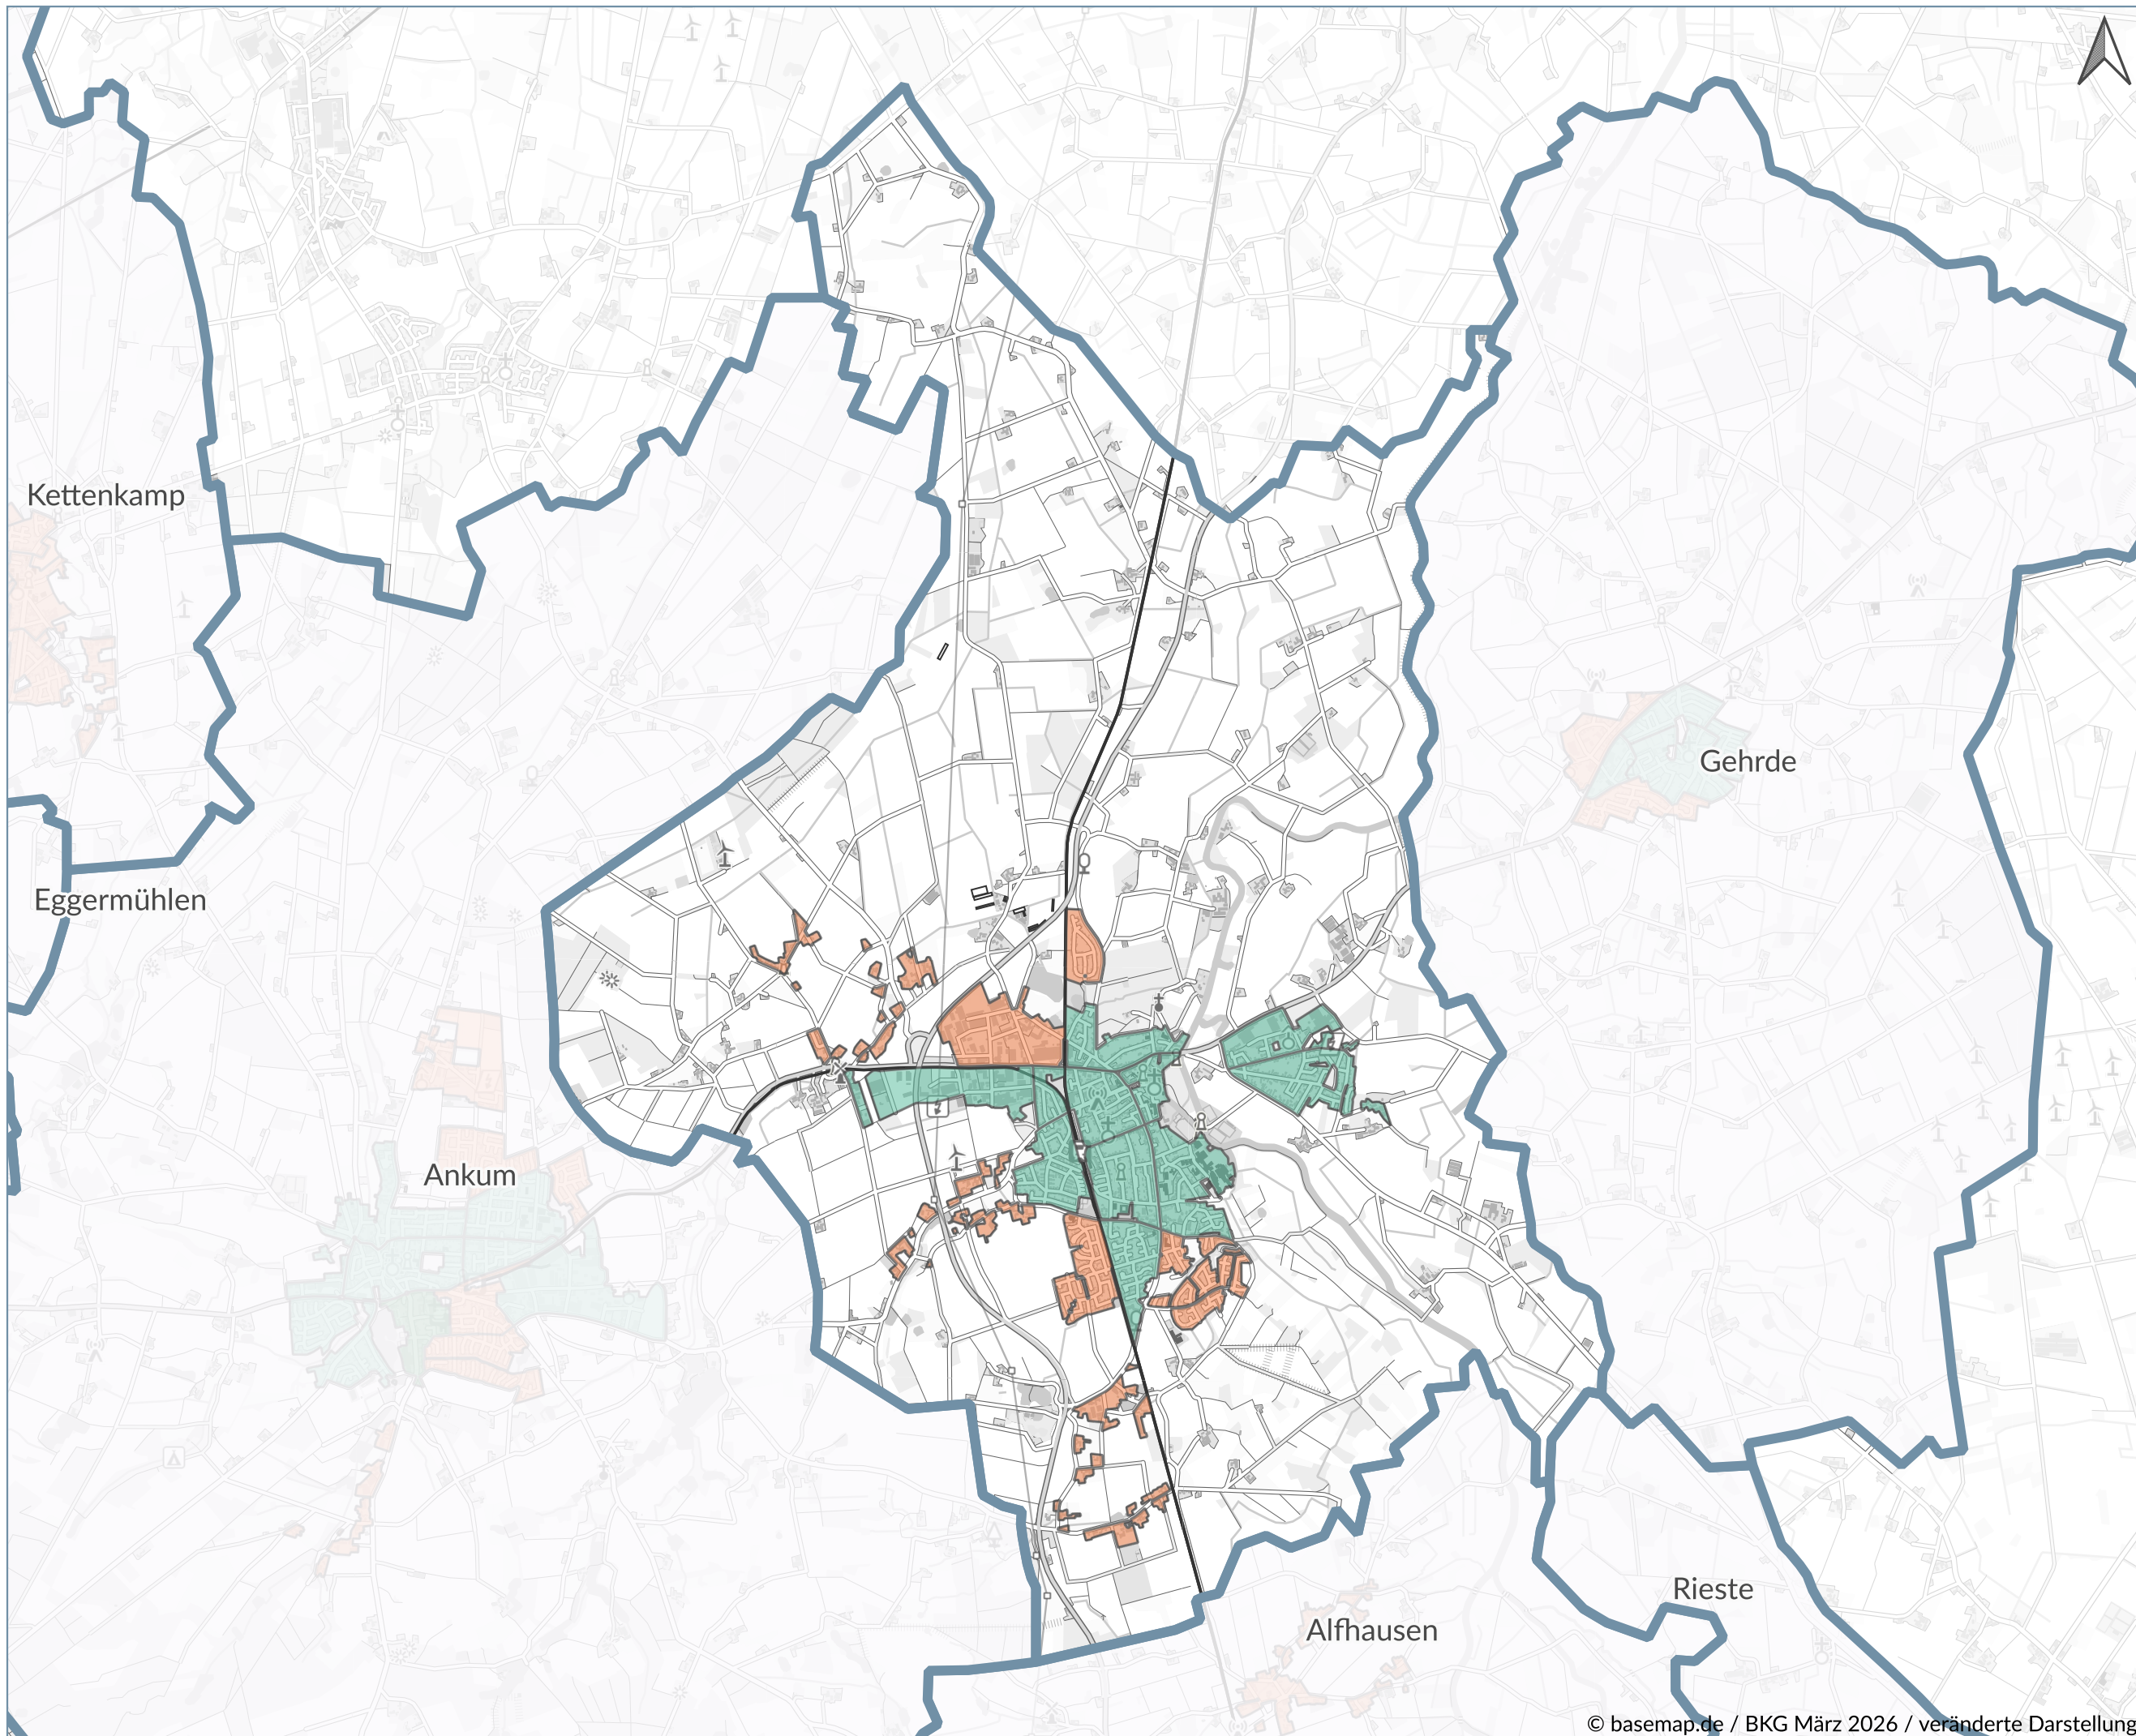 Kettenkamp
Gehrde
Eggermühlen
Ankum
Rieste
Alfhausen
© basemap.de / BKG März 2026 / veränderte Darstellung